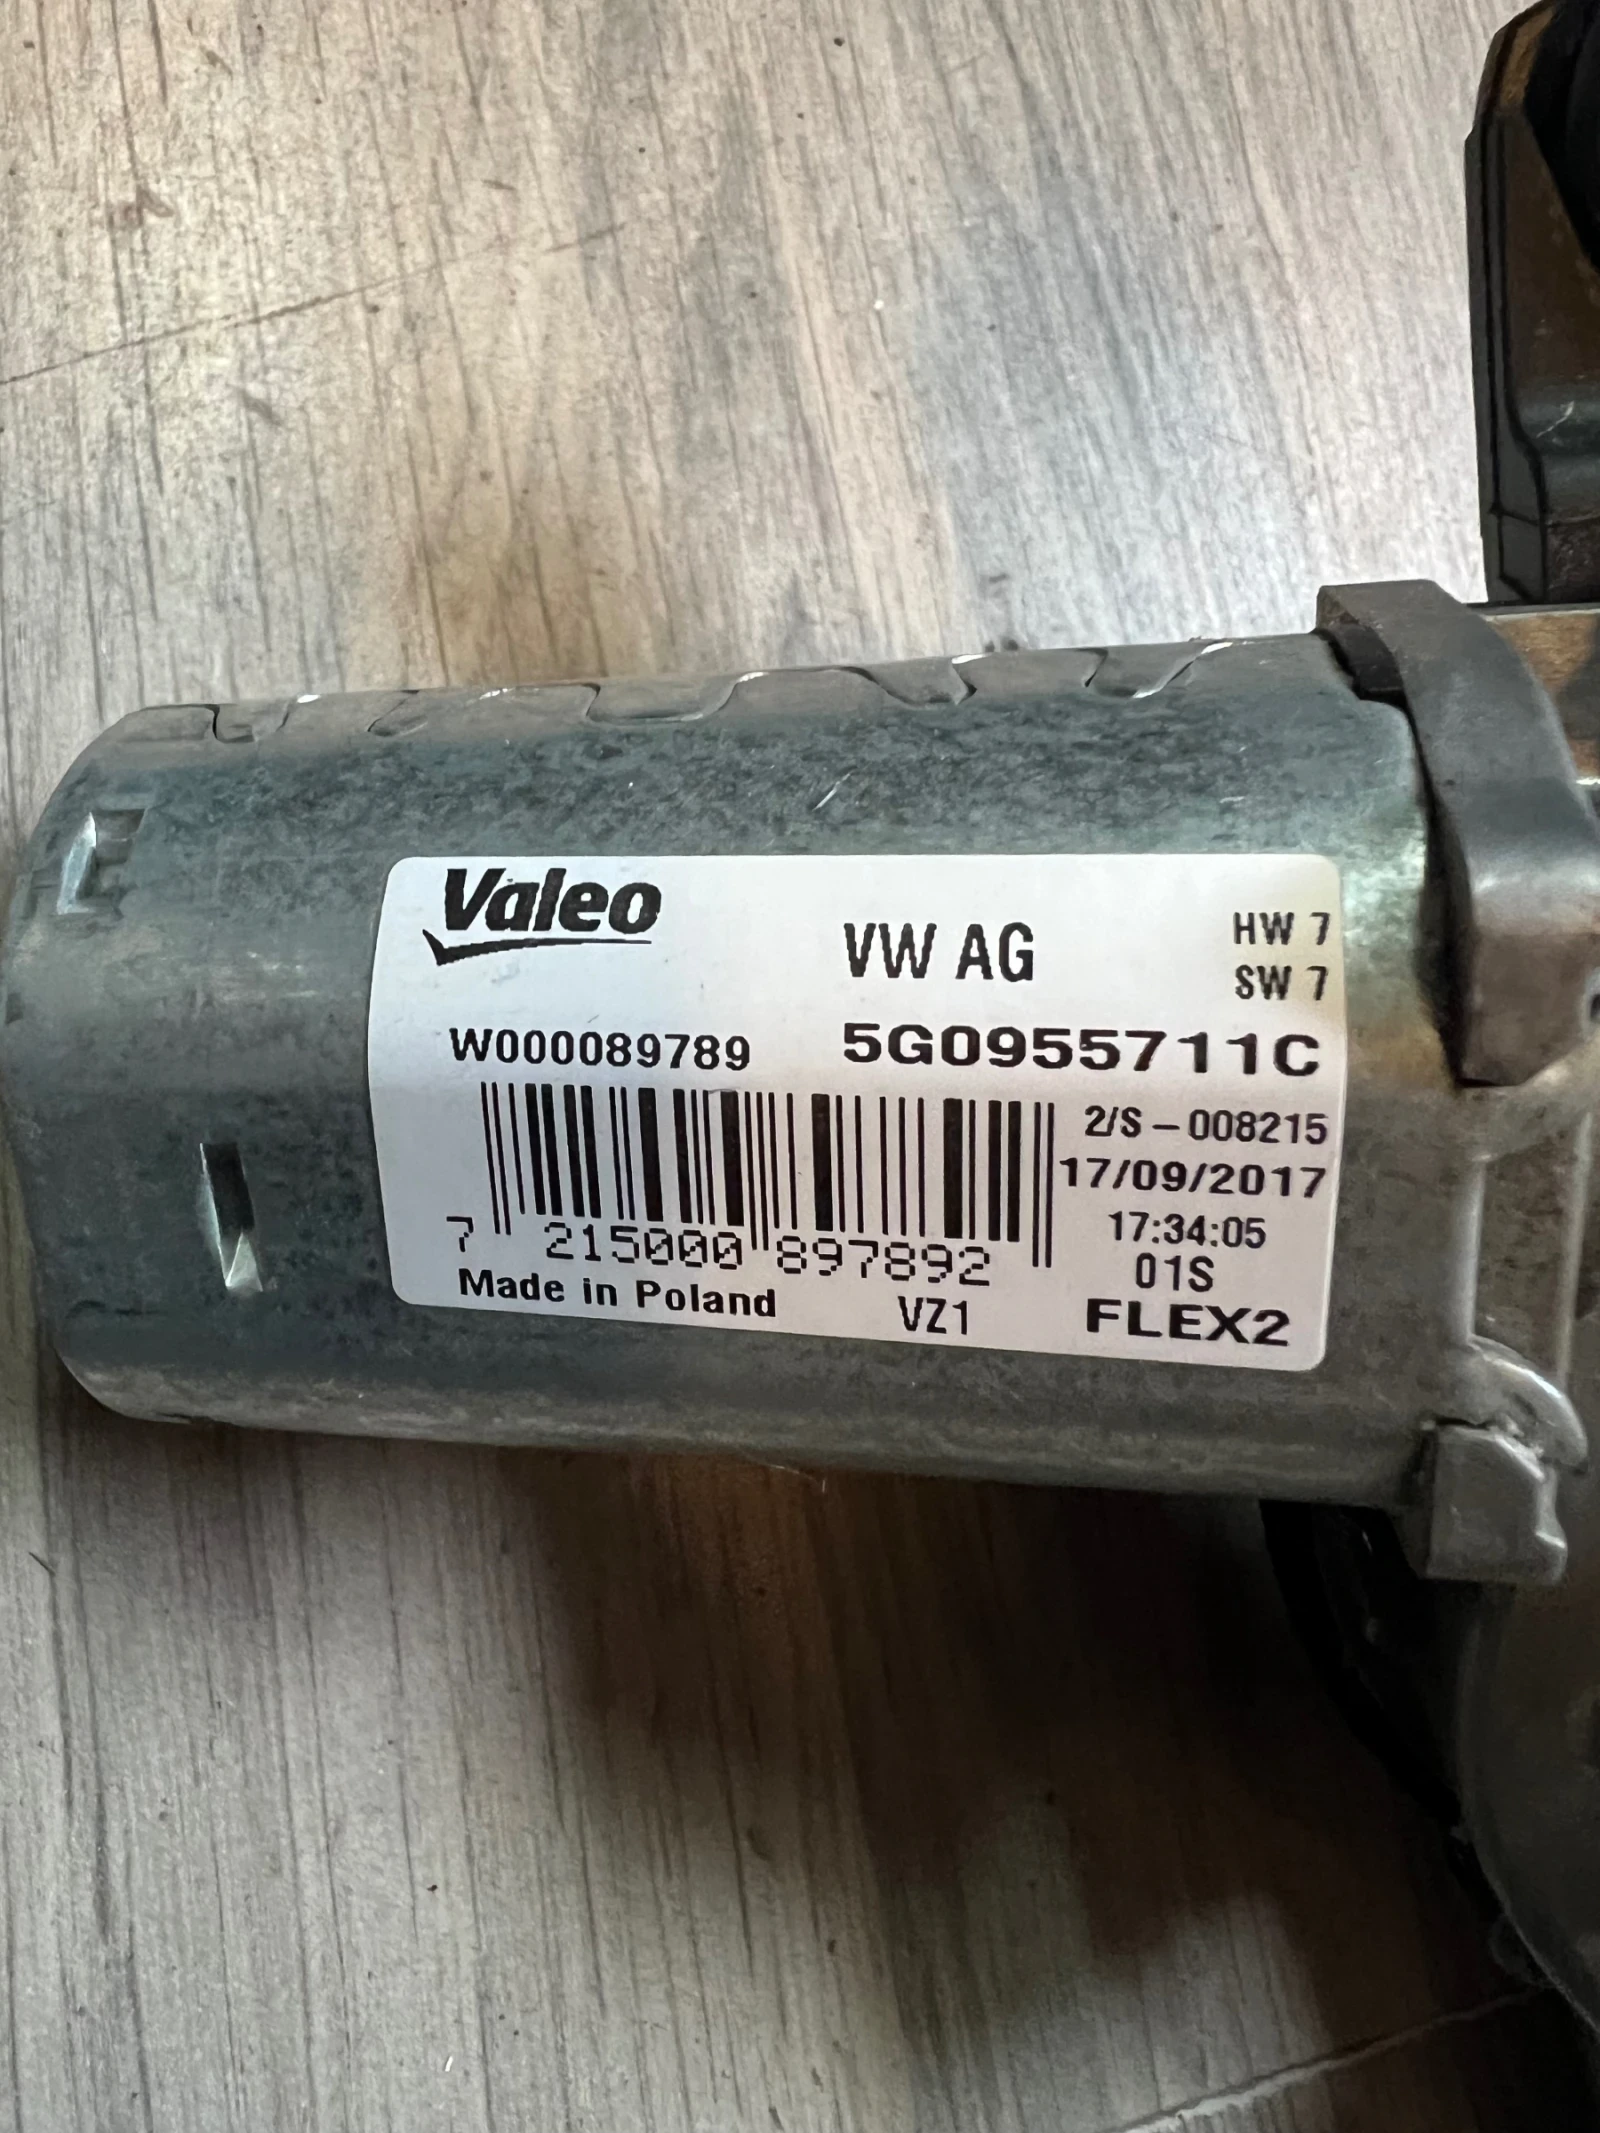 Valeo
VW AG
HW 7
SW 7
W000089789
5G0955711C
2/S – 008215
17/09/2017
17:34:05
01S
7 215000 897892
Made in Poland
VZ1
FLEX2